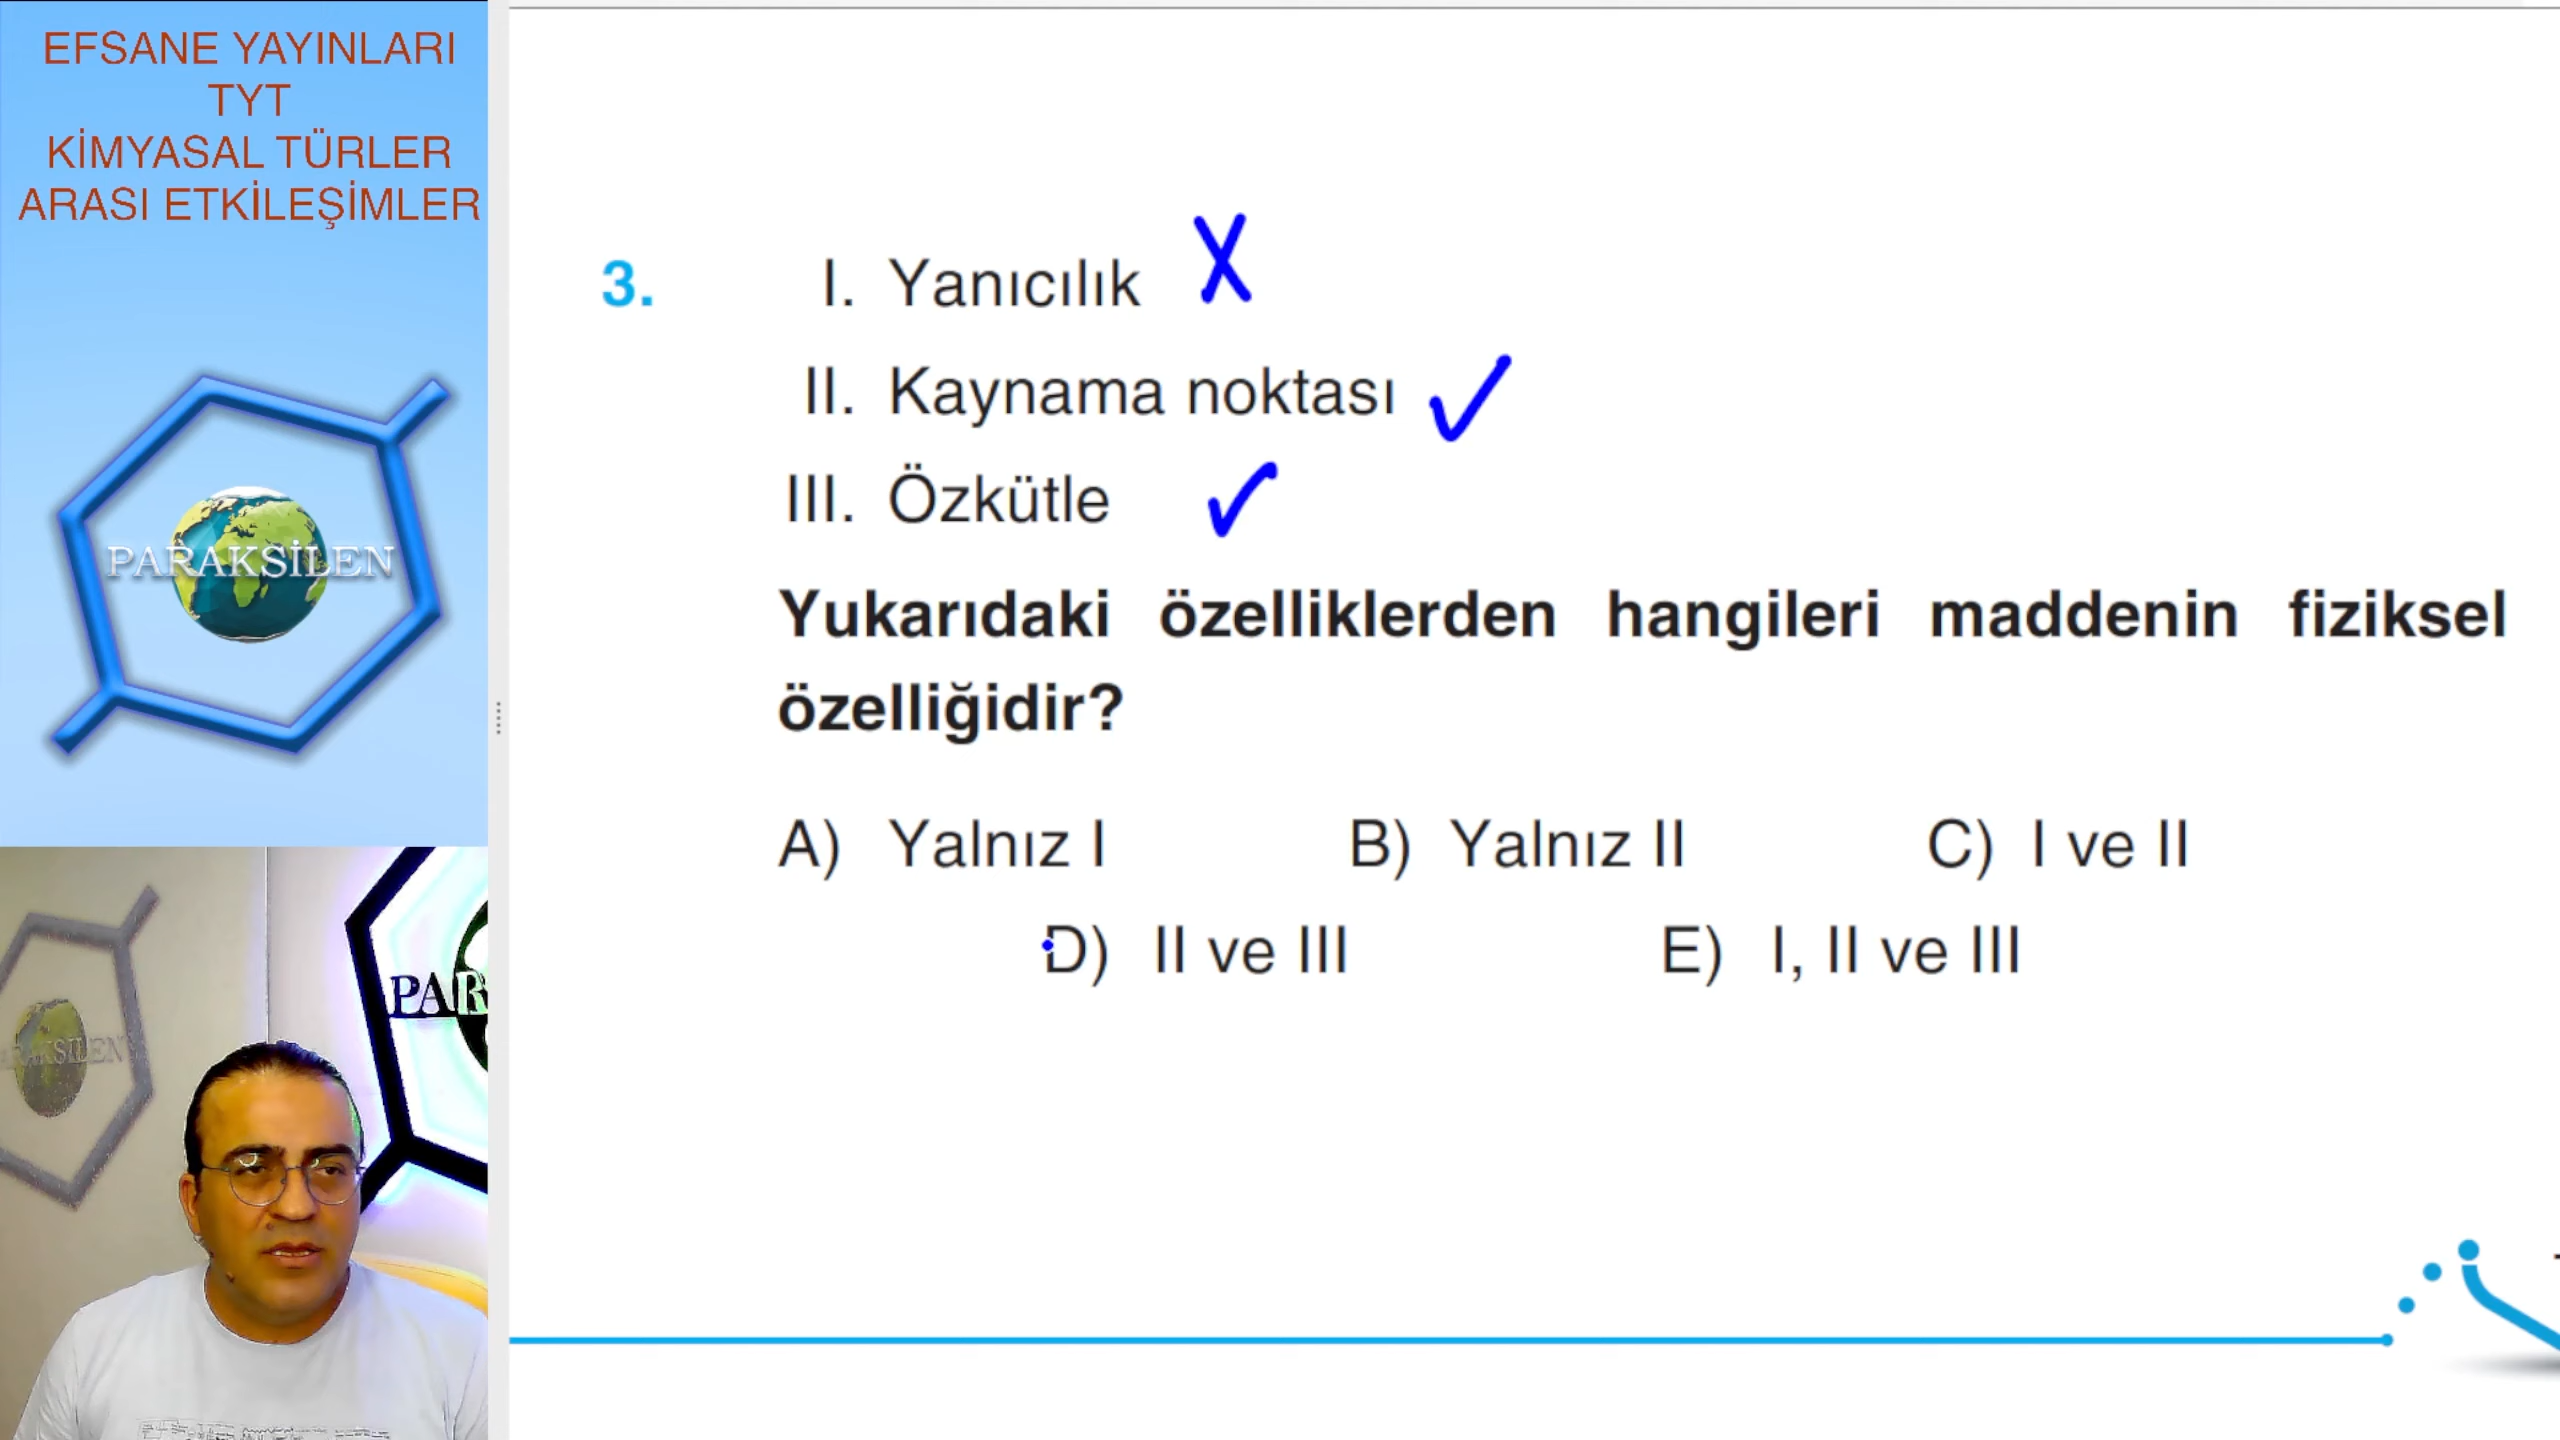 EFSANE YAYINLARI
TYT
KİMYASAL TÜRLER
ARASI ETKİLEŞİMLER
PARAKSİLEN
PAR
PARAKSILEN
3.
I. Yanıcılık X
II. Kaynama noktası ✓
III. Özkütle ✓
Yukarıdaki özelliklerden hangileri maddenin fiziksel
özelliğidir?
A) Yalnız I B) Yalnız II C) I ve II
D) II ve III E) I, II ve III